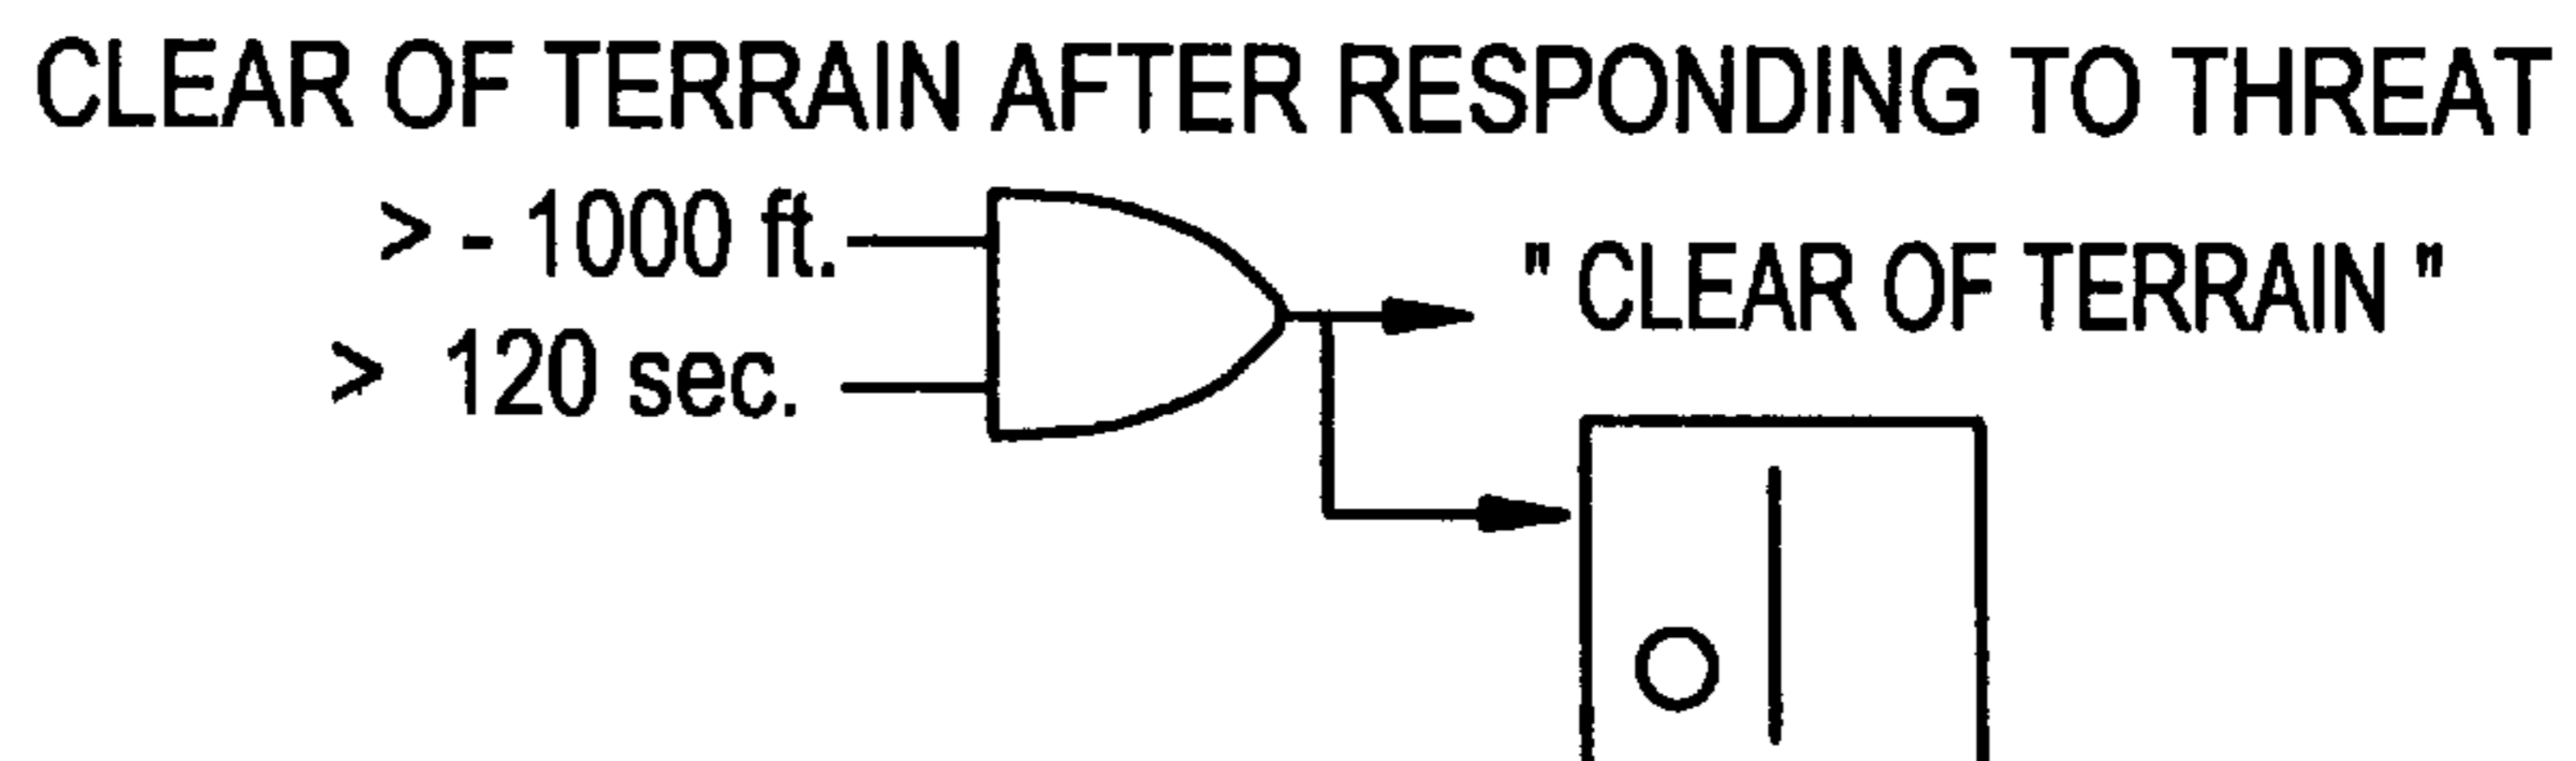 CLEAR OF TERRAIN AFTER RESPONDING TO THREAT
> - 1000 ft.
" CLEAR OF TERRAIN "
> 120 sec.